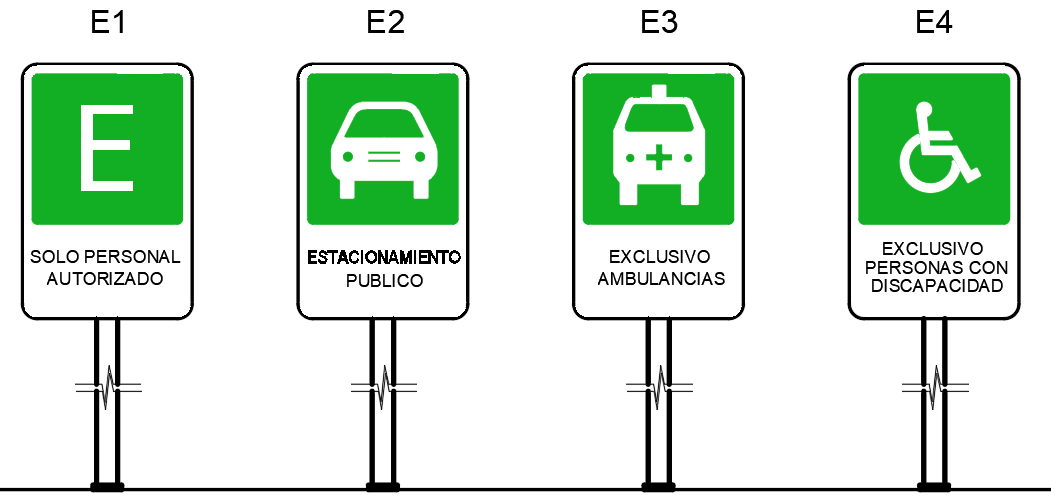 E1
E2
E3
E4
E
SOLO PERSONAL
AUTORIZADO
ESTACIONAMIENTO
PUBLICO
EXCLUSIVO
AMBULANCIAS
EXCLUSIVO
PERSONAS CON
DISCAPACIDAD